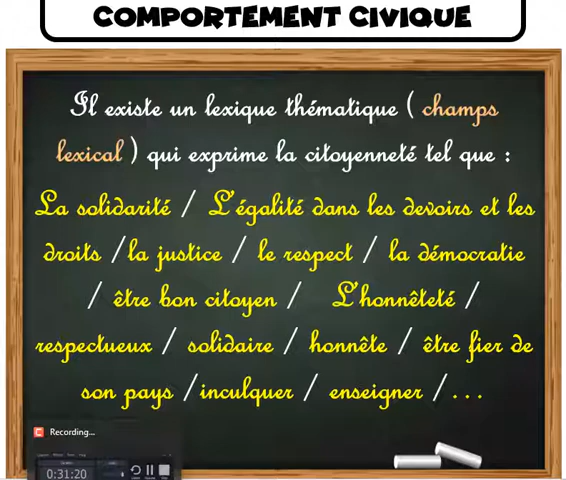 COMPORTEMENT CIVIQUE
Il existe un lexique thématique ( champs
lexical ) qui exprime la citoyenneté tel que :
La solidarité / L'égalité dans les devoirs et les
droits /la justice / le respect / la démocratie
/ être bon citoyen / L'honnêteté /
respectueux / solidaire / honnête / être fier de
son pays /inculquer / enseigner /...
Recording...
0:31:20